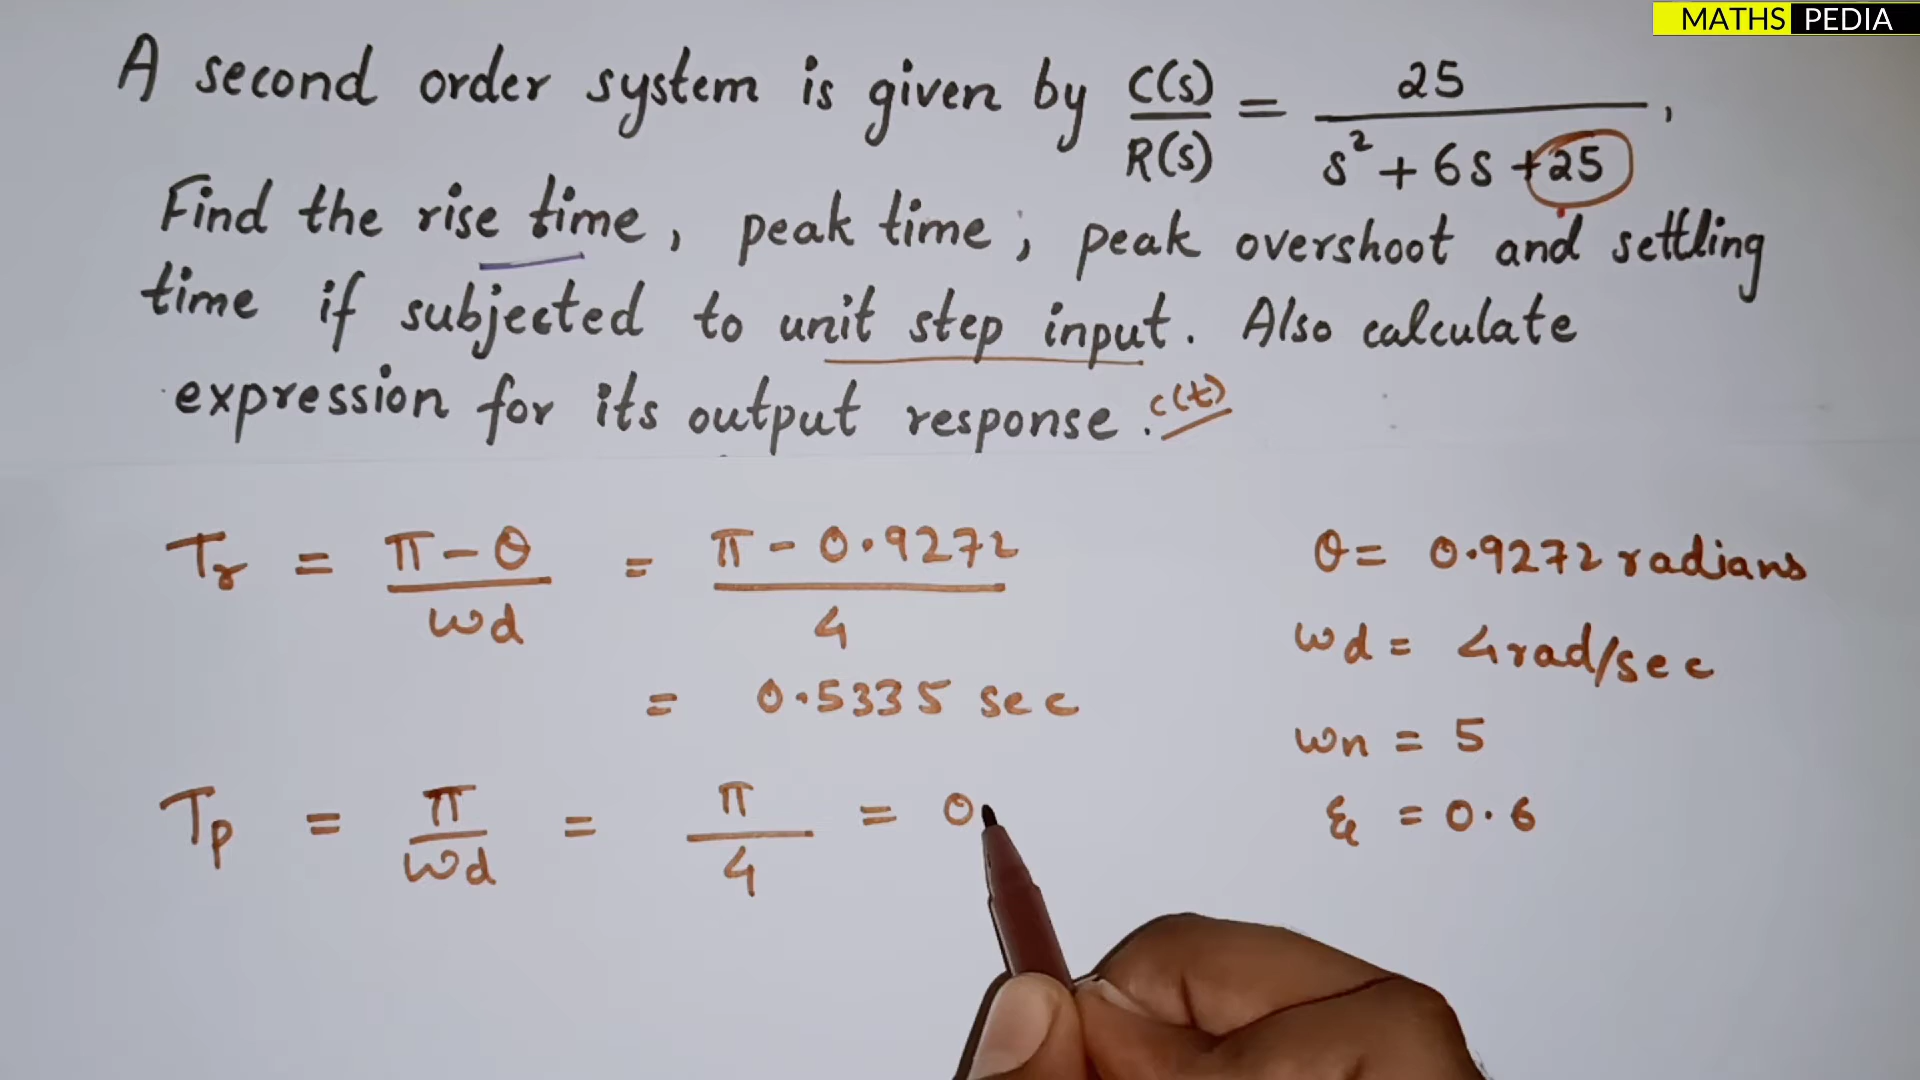 MATHS PEDIA
A second order system is given by C(s)/R(s) = 25/(s² + 6s + 25),
Find the rise time, peak time, peak overshoot and settling
time if subjected to unit step input. Also calculate
expression for its output response. c(t)
Tr = (π - θ)/ωd = (π - 0.9272)/4
= 0.5335 sec
Tp = π/ωd = π/4 = 0.
θ = 0.9272 radians
ωd = 4 rad/sec
ωn = 5
ξ = 0.6